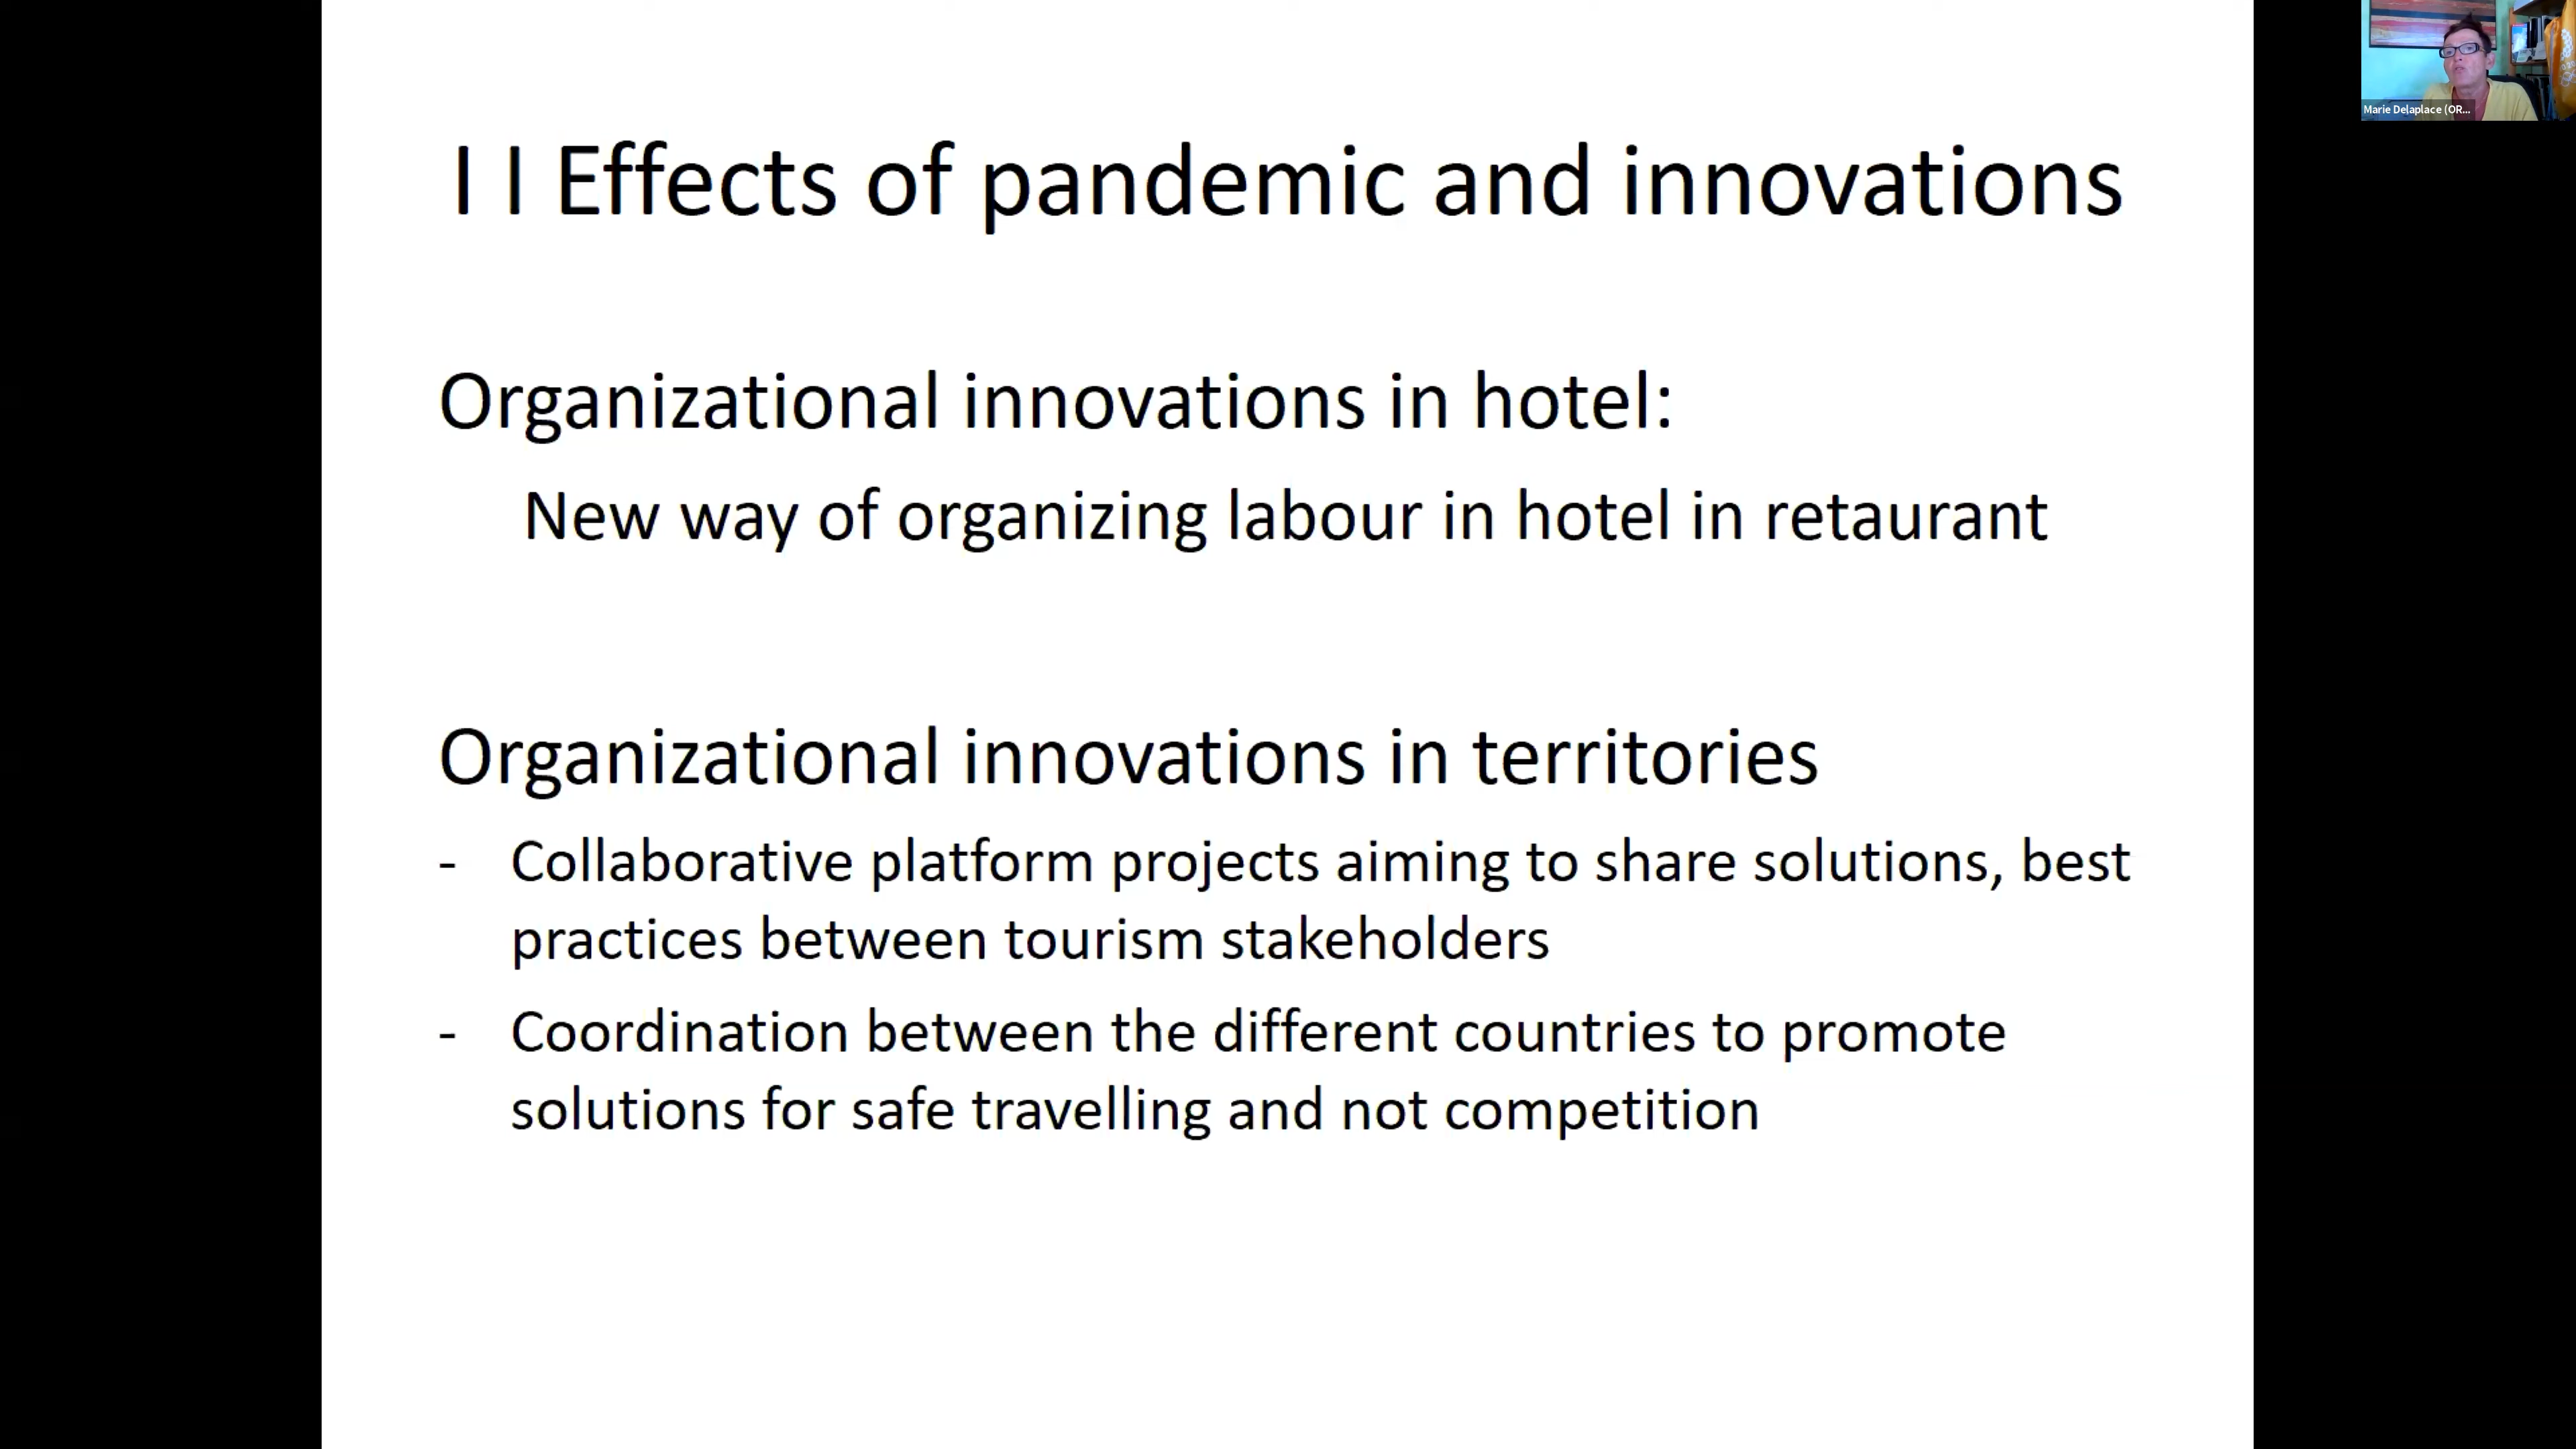 I I Effects of pandemic and innovations
Organizational innovations in hotel:
New way of organizing labour in hotel in retaurant
Organizational innovations in territories
- Collaborative platform projects aiming to share solutions, best
practices between tourism stakeholders
- Coordination between the different countries to promote
solutions for safe travelling and not competition
Marie Delaplace (OR...